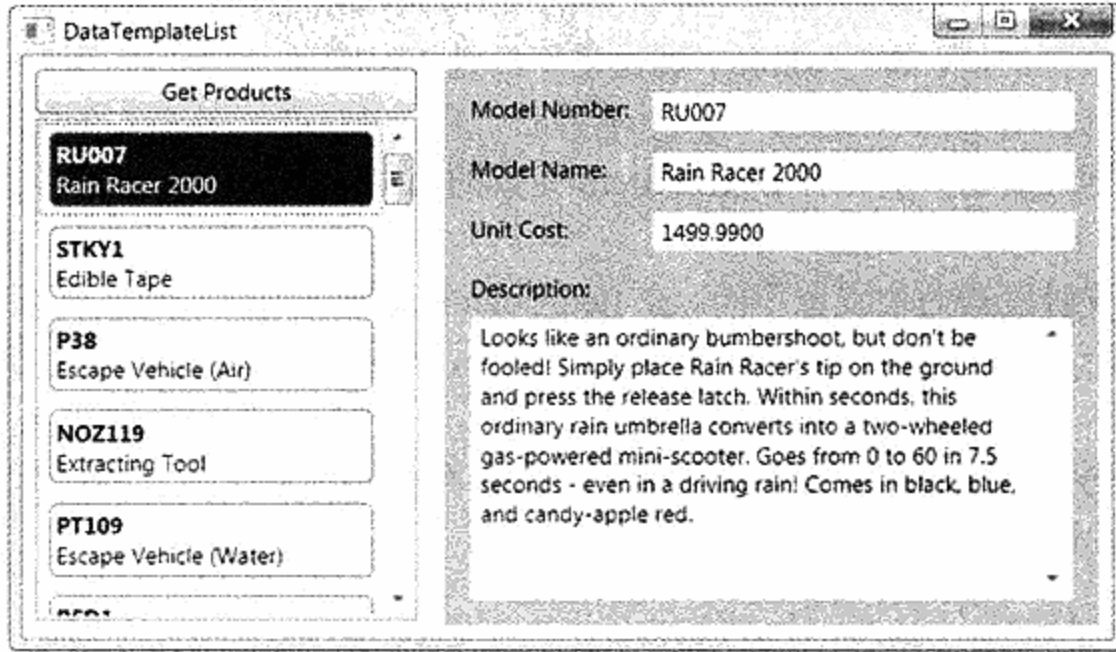 DataTemplateList
Get Products
RU007
Rain Racer 2000
STKY1
Edible Tape
P38
Escape Vehicle (Air)
NOZ119
Extracting Tool
PT109
Escape Vehicle (Water)
Model Number:
RU007
Model Name:
Rain Racer 2000
Unit Cost:
1499.9900
Description:
Looks like an ordinary bumbershoot, but don't be
fooled! Simply place Rain Racer's tip on the ground
and press the release latch. Within seconds, this
ordinary rain umbrella converts into a two-wheeled
gas-powered mini-scooter. Goes from 0 to 60 in 7.5
seconds - even in a driving rain! Comes in black, blue,
and candy-apple red.